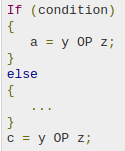 If (condition)
{
    a = y OP z;
}
else
{
    ...
}
c = y OP z;